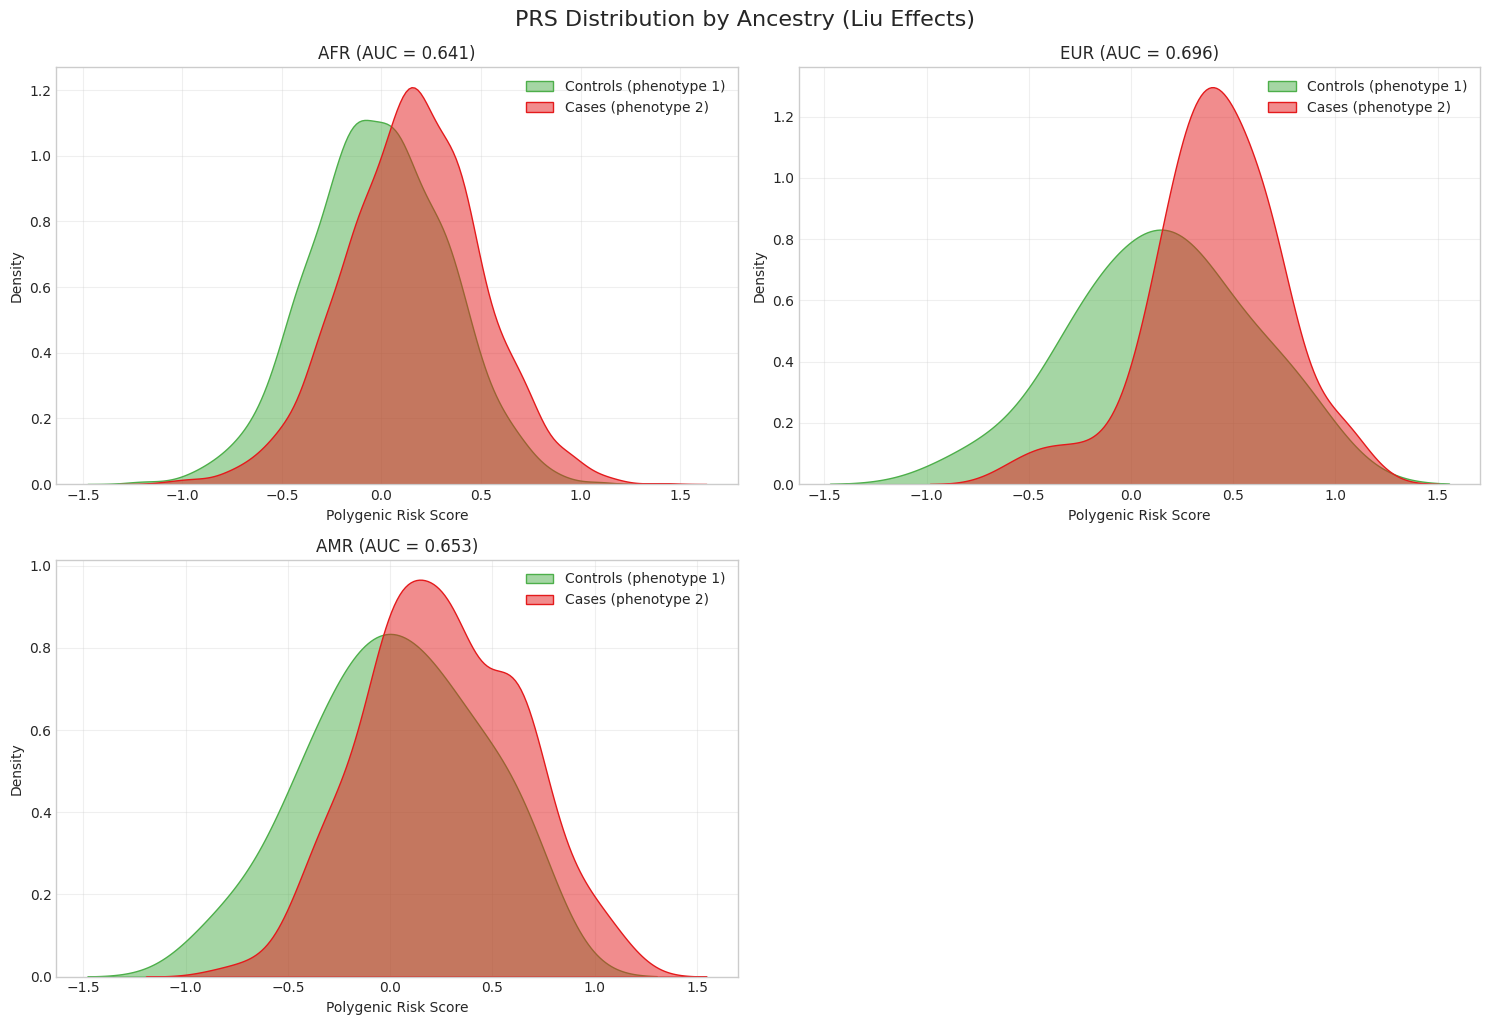 PRS Distribution by Ancestry (Liu Effects)
AFR (AUC = 0.641)
Controls (phenotype 1)
Cases (phenotype 2)
1.2
1.0
0.8
0.6
0.4
0.2
0.0
Density
−1.5 −1.0 −0.5 0.0 0.5 1.0 1.5
Polygenic Risk Score
EUR (AUC = 0.696)
Controls (phenotype 1)
Cases (phenotype 2)
1.2
1.0
0.8
0.6
0.4
0.2
0.0
Density
−1.5 −1.0 −0.5 0.0 0.5 1.0 1.5
Polygenic Risk Score
AMR (AUC = 0.653)
Controls (phenotype 1)
Cases (phenotype 2)
1.0
0.8
0.6
0.4
0.2
0.0
Density
−1.5 −1.0 −0.5 0.0 0.5 1.0 1.5
Polygenic Risk Score